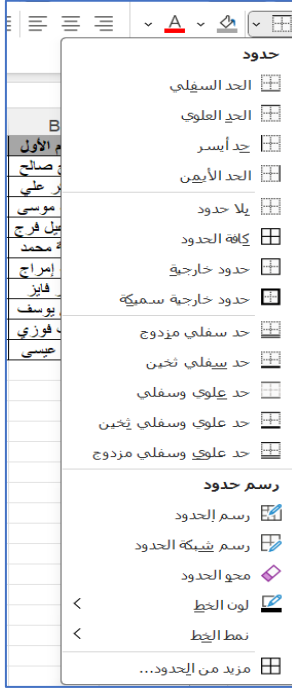 A
حدود
الحد السفلي
الحد العلوي
حد أيسر
الحد الأيمن
بلا حدود
كافة الحدود
حدود خارجية
حدود خارجية سميكة
حد سفلي مزدوج
حد سفلي ثخين
حد علوي وسفلي
حد علوي وسفلي ثخين
حد علوي وسفلي مزدوج
رسم حدود
رسم الحدود
رسم شبكة الحدود
محو الحدود
لون الخط
نمط الخط
مزيد من الحدود...
B
الأول
صالح
علي
موسى
فرج
محمد
إمراج
فايز
يوسف
فوزي
عيسى